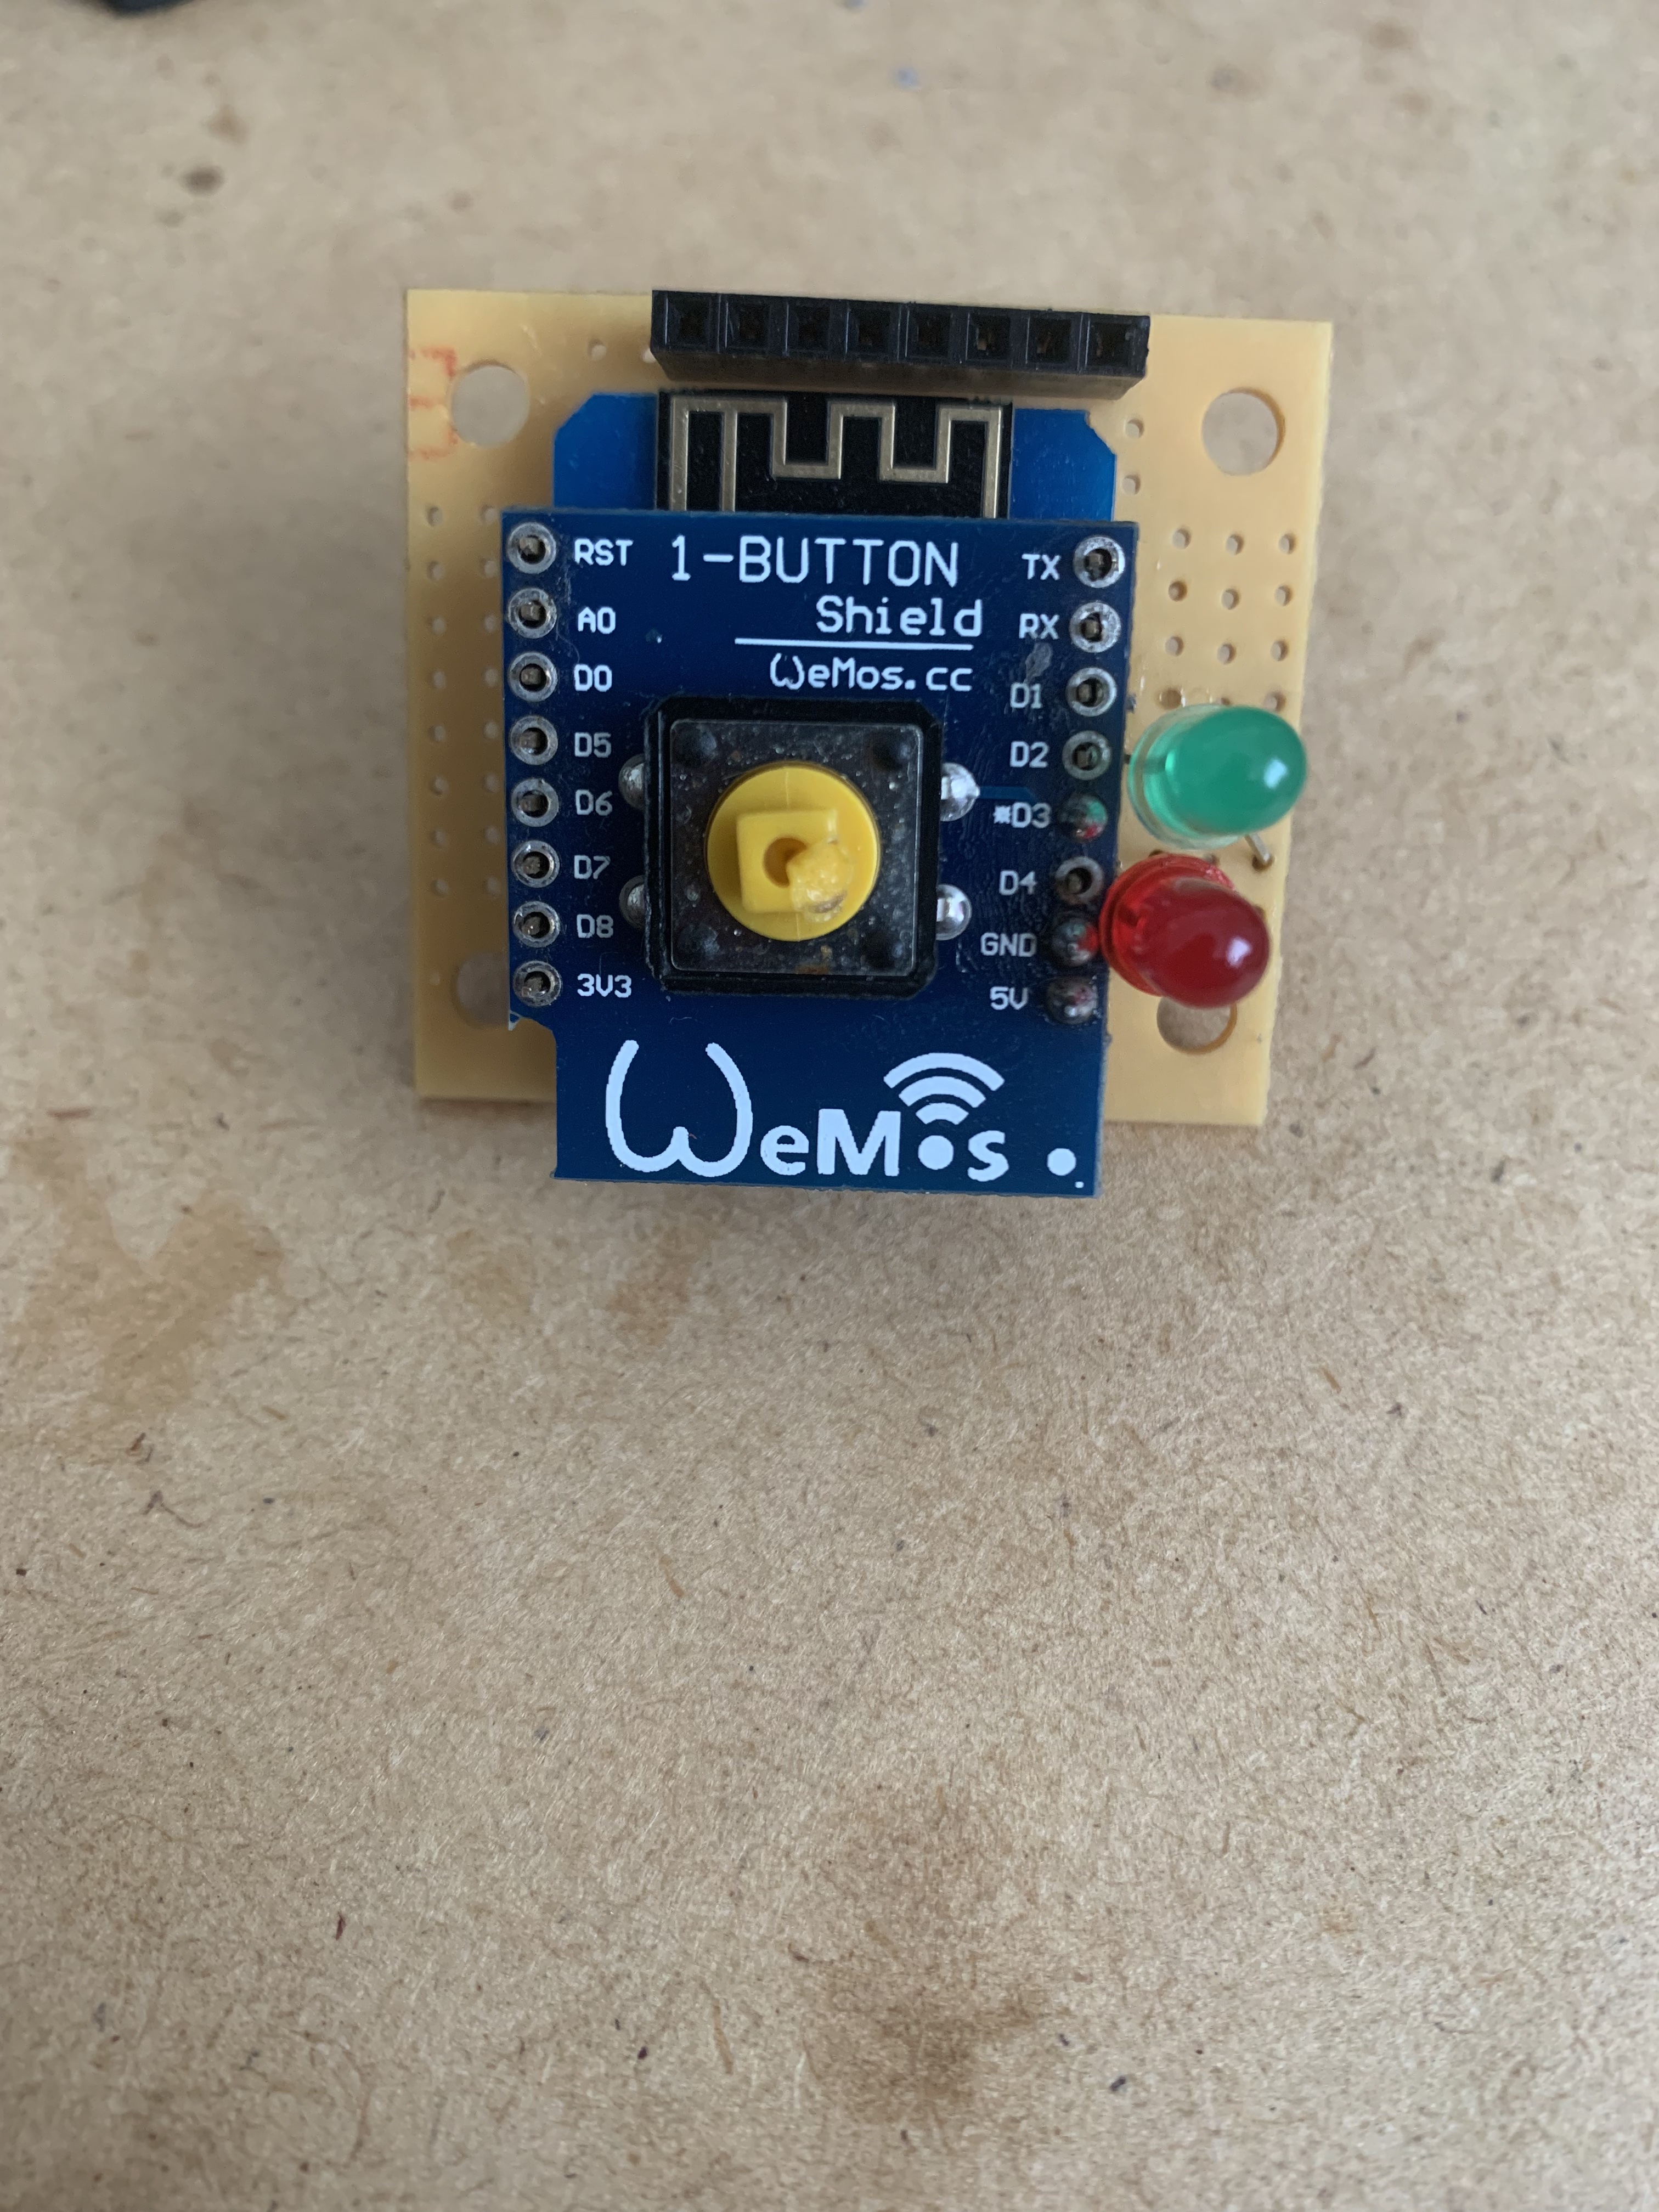 RST 1-BUTTON TX
A0 Shield RX
D0 WeMos.cc D1
D5 D2
D6 *D3
D7 D4
D8 GND
3V3 5V
WeMos.